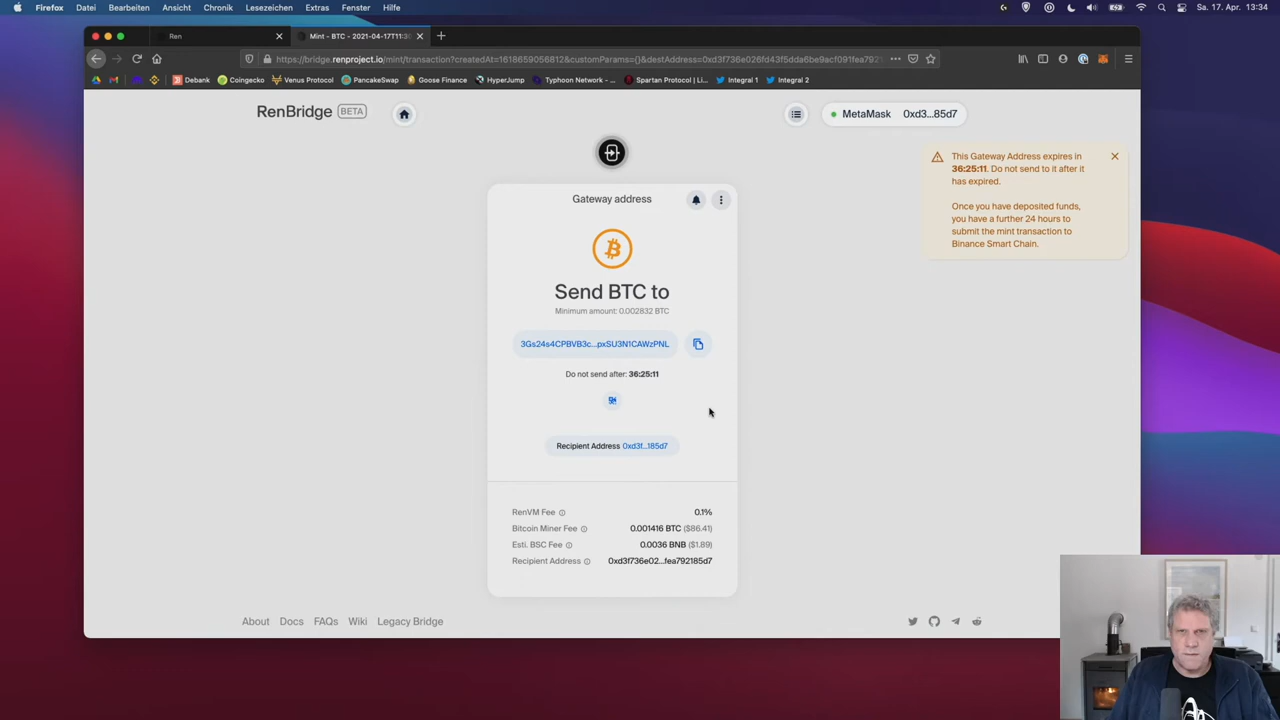 Firefox Datei Bearbeiten Ansicht Chronik Lesezeichen Extras Fenster Hilfe Sa. 17. Apr. 13:34
Ren
Mint - BTC - 2021-04-17T11:3
https://bridge.renproject.io/mint/transaction?createdAt=1618659056812&customParams={}&destAddress=0xd3f736e026fd43f5dda6be9acf091fea7921
Debank Coingecko Venus Protocol PancakeSwap Goose Finance HyperJump Typhoon Network -... Spartan Protocol | Li... Integral 1 Integral 2
RenBridge BETA
MetaMask 0xd3...85d7
This Gateway Address expires in
36:25:11. Do not send to it after it
has expired.
Once you have deposited funds,
you have a further 24 hours to
submit the mint transaction to
Binance Smart Chain.
Gateway address
Send BTC to
Minimum amount: 0.002832 BTC
3Gs24s4CPBVB3c...pxSU3N1CAWzPNL
Do not send after: 36:25:11
Recipient Address 0xd3f...185d7
RenVM Fee 0.1%
Bitcoin Miner Fee 0.001416 BTC ($86.41)
Esti. BSC Fee 0.0036 BNB ($1.89)
Recipient Address 0xd3f736e02...fea792185d7
About Docs FAQs Wiki Legacy Bridge